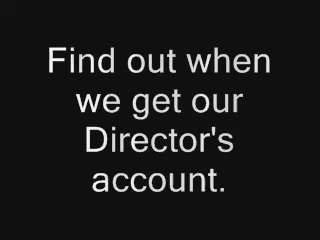 Find out when
we get our
Director's
account.